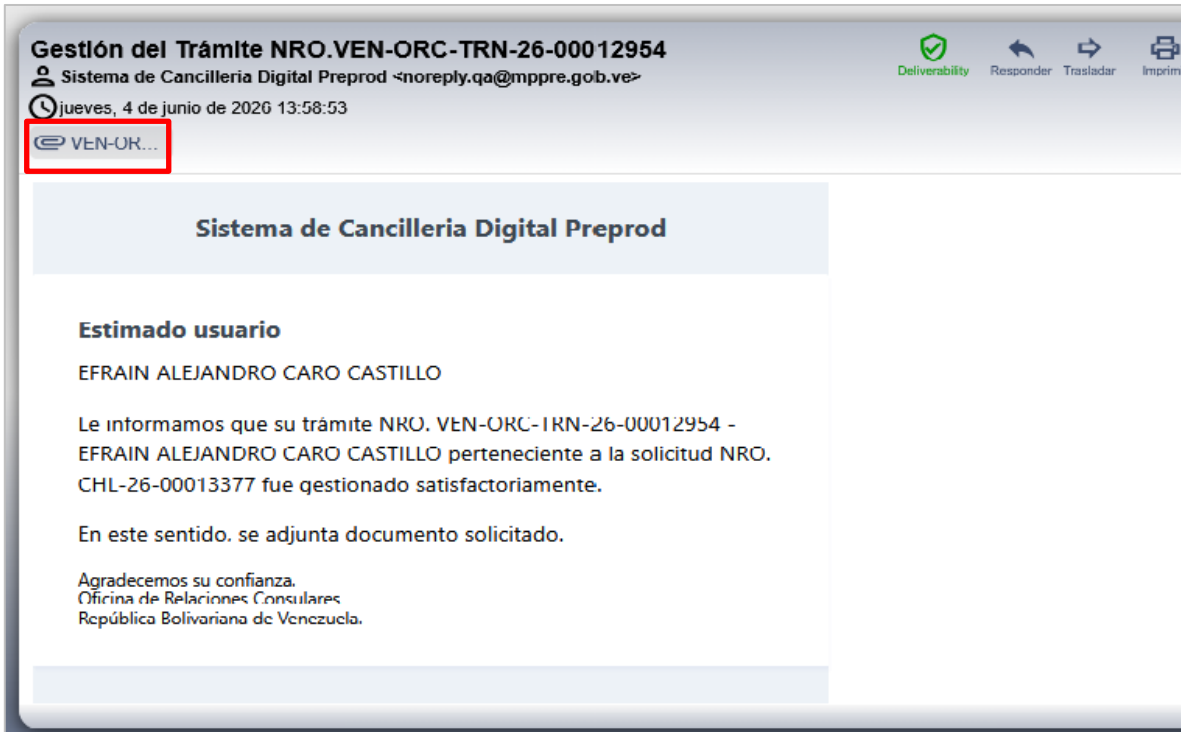 Gestión del Trámite NRO.VEN-ORC-TRN-26-00012954
Sistema de Cancilleria Digital Preprod <noreply.qa@mppre.gob.ve>
jueves, 4 de junio de 2026 13:58:53
VEN-OR...
Deliverability
Responder
Trasladar
Imprim
Sistema de Cancilleria Digital Preprod
Estimado usuario
EFRAIN ALEJANDRO CARO CASTILLO
Le informamos que su trámite NRO. VEN-ORC-TRN-26-00012954 -
EFRAIN ALEJANDRO CARO CASTILLO perteneciente a la solicitud NRO.
CHL-26-00013377 fue gestionado satisfactoriamente.
En este sentido, se adjunta documento solicitado.
Agradecemos su confianza.
Oficina de Relaciones Consulares
República Bolivariana de Venezuela.